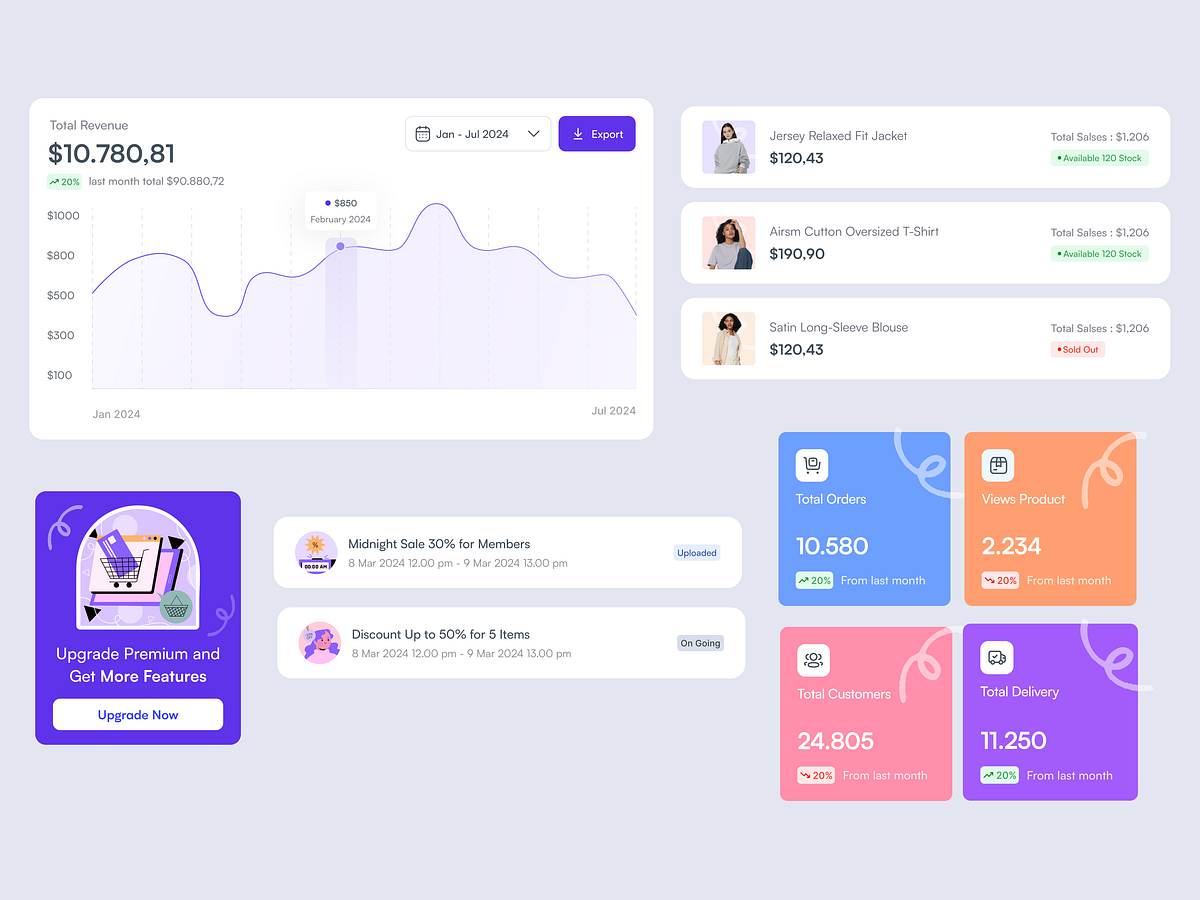 Total Revenue
$10.780,81
20% last month total $90.880,72
Jan - Jul 2024
Export
$1000
$800
$500
$300
$100
$850
February 2024
Jan 2024
Jul 2024
Jersey Relaxed Fit Jacket
$120,43
Total Salses : $1,206
Available 120 Stock
Airsm Cutton Oversized T-Shirt
$190,90
Total Salses : $1,206
Available 120 Stock
Satin Long-Sleeve Blouse
$120,43
Total Salses : $1,206
Sold Out
Upgrade Premium and
Get More Features
Upgrade Now
%
00:00 AM
Midnight Sale 30% for Members
8 Mar 2024 12.00 pm - 9 Mar 2024 13.00 pm
Uploaded
Discount Up to 50% for 5 Items
8 Mar 2024 12.00 pm - 9 Mar 2024 13.00 pm
On Going
Total Orders
10.580
20% From last month
Views Product
2.234
20% From last month
Total Customers
24.805
20% From last month
Total Delivery
11.250
20% From last month